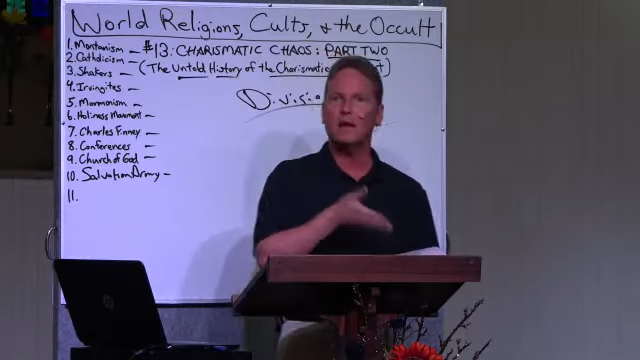 World Religions, Cults, & the Occult
#13: CHARISMATIC CHAOS: PART TWO
(The Untold History of the Charismatic
1. Montanism -
2. Catholicism -
3. Shakers -
4. Irvingites -
5. Mormonism -
6. Holiness Movement -
7. Charles Finney -
8. Conferences -
9. Church of God -
10. Salvation Army -
11.